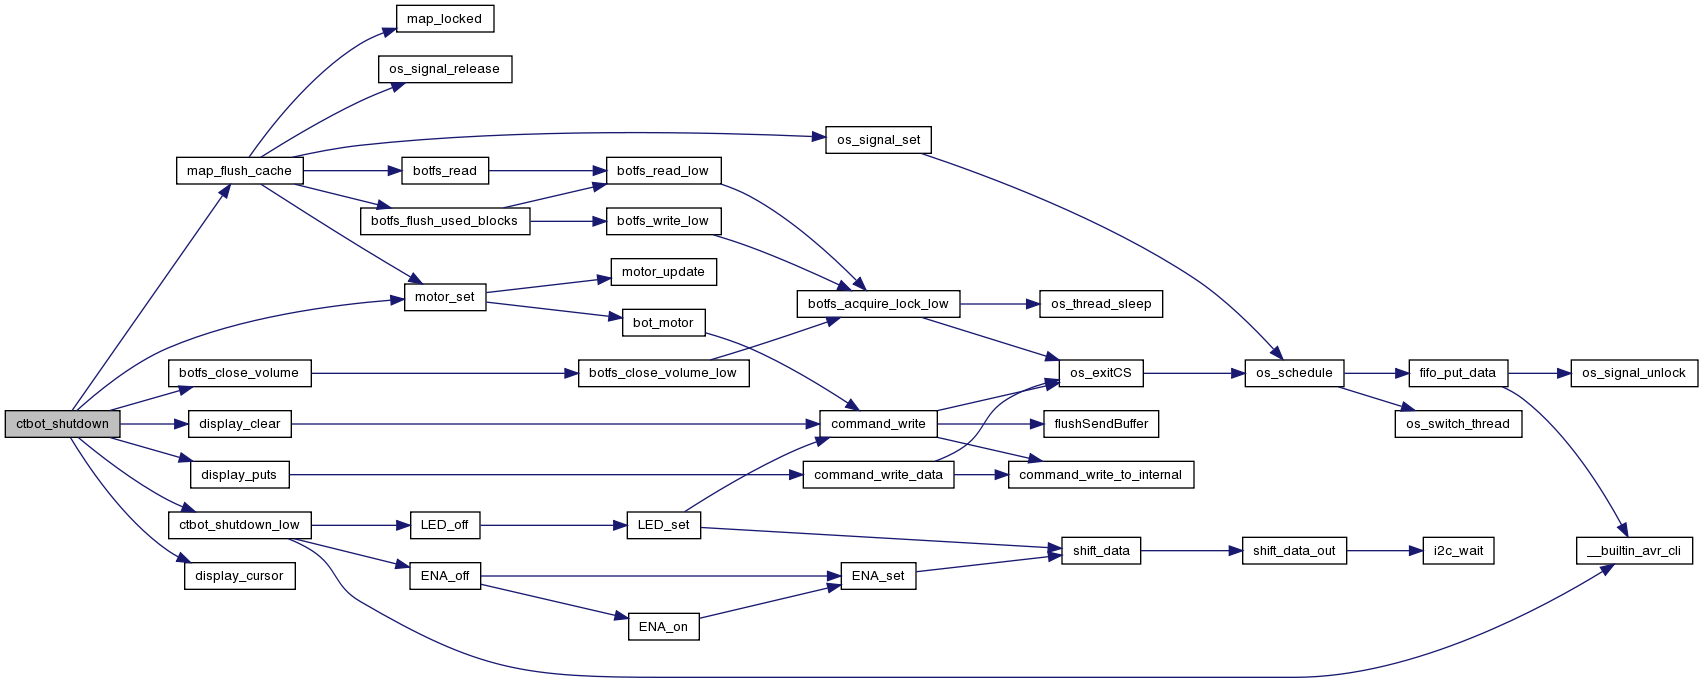 map_locked
os_signal_release
os_signal_set
map_flush_cache
botfs_read
botfs_read_low
botfs_flush_used_blocks
botfs_write_low
motor_update
motor_set
botfs_acquire_lock_low
os_thread_sleep
bot_motor
botfs_close_volume
botfs_close_volume_low
os_exitCS
os_schedule
fifo_put_data
os_signal_unlock
ctbot_shutdown
display_clear
command_write
flushSendBuffer
os_switch_thread
display_puts
command_write_data
command_write_to_internal
ctbot_shutdown_low
LED_off
LED_set
shift_data
shift_data_out
i2c_wait
__builtin_avr_cli
display_cursor
ENA_off
ENA_set
ENA_on